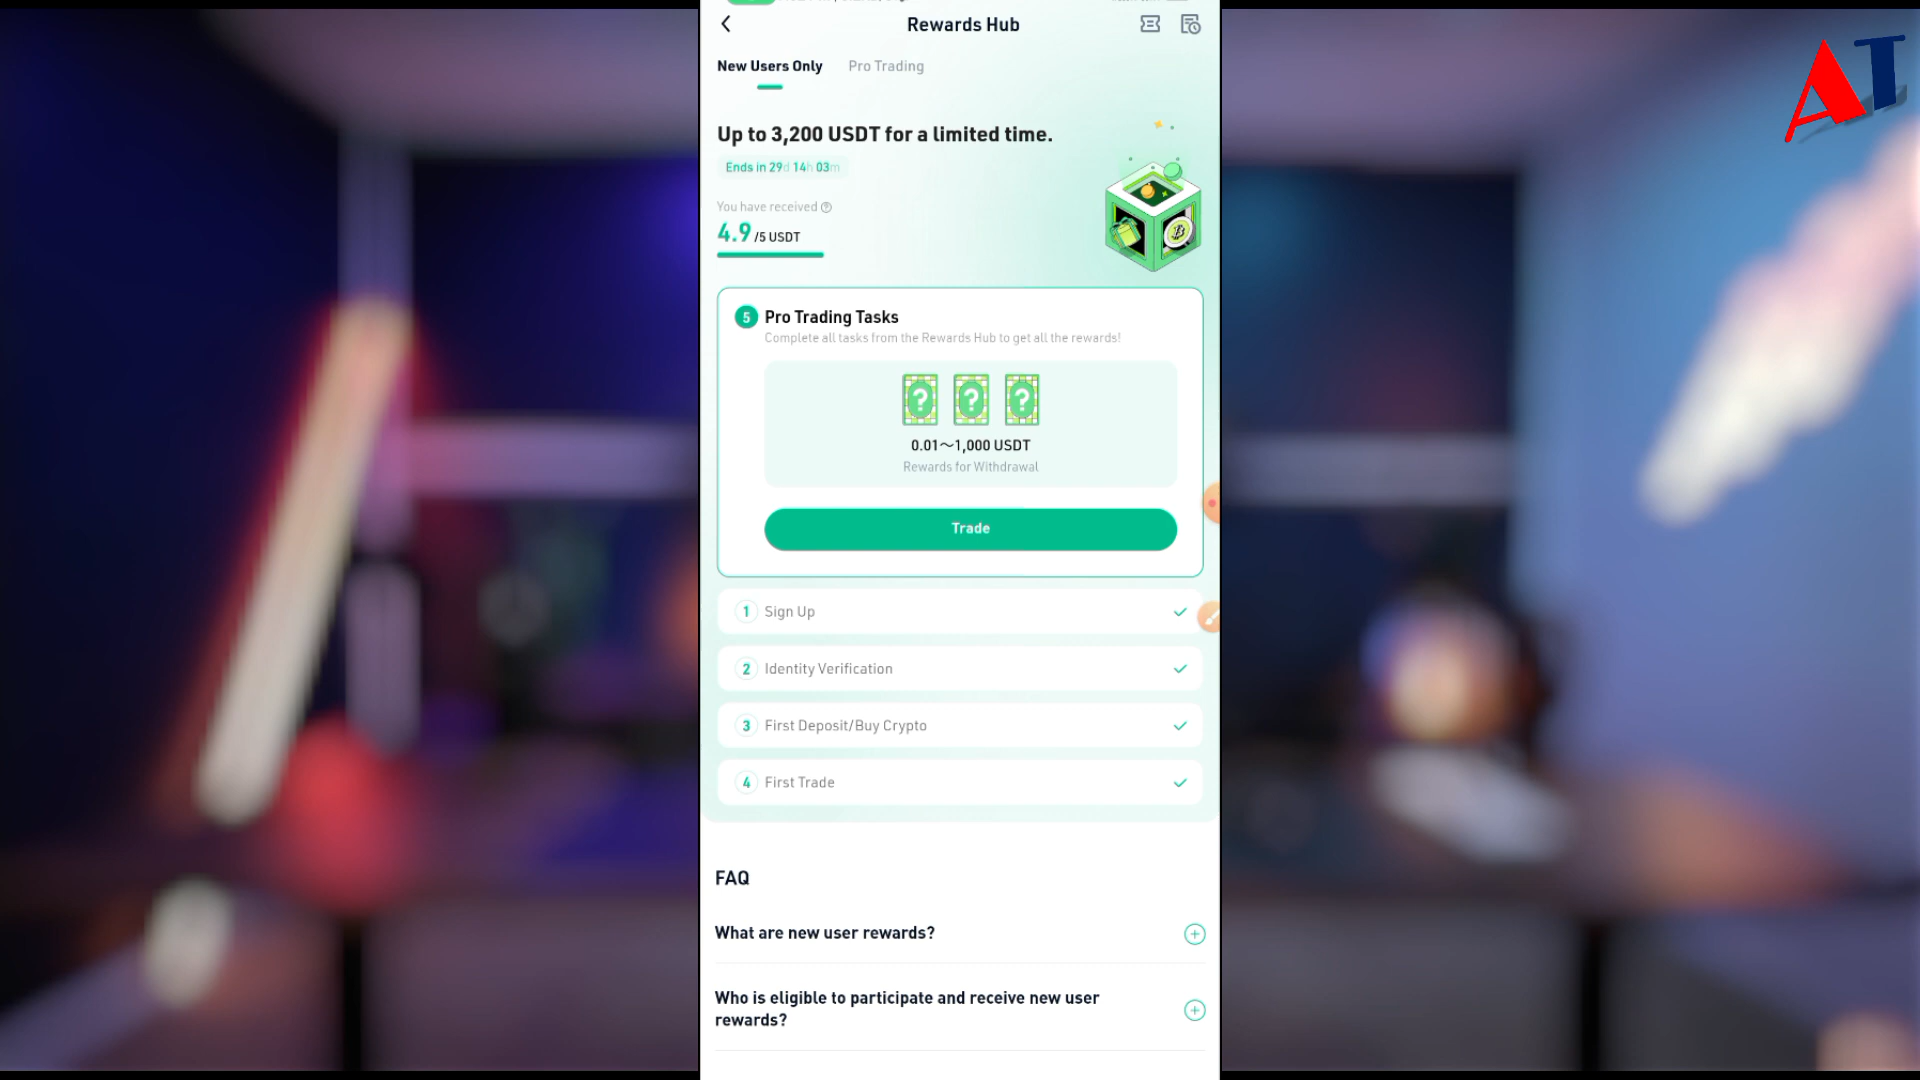 Rewards Hub
New Users Only Pro Trading
Up to 3,200 USDT for a limited time.
Ends in 29d 14h 03m
You have received
4.9 /5 USDT
5 Pro Trading Tasks
Complete all tasks from the Rewards Hub to get all the rewards!
? ? ?
0.01～1,000 USDT
Rewards for Withdrawal
Trade
1 Sign Up
2 Identity Verification
3 First Deposit/Buy Crypto
4 First Trade
FAQ
What are new user rewards?
Who is eligible to participate and receive new user
rewards?
AT